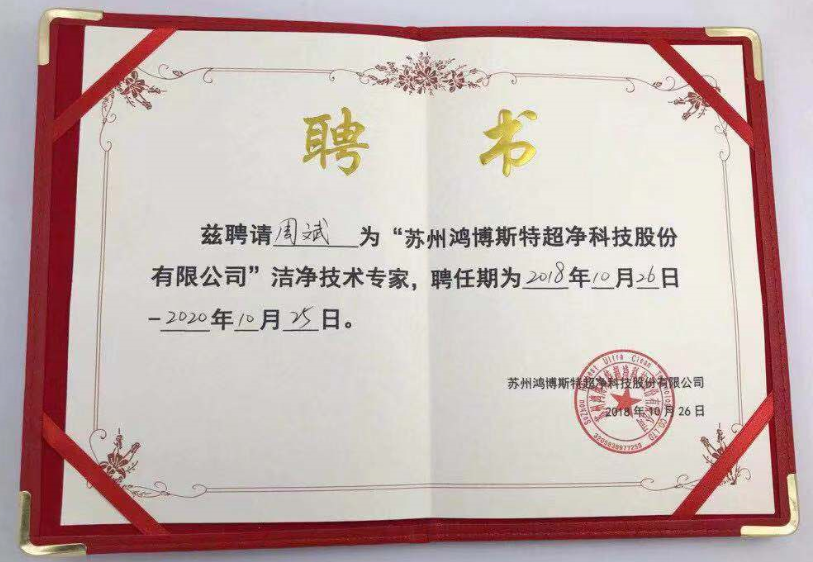 聘书
兹聘请周斌为“苏州鸿博斯特超净科技股份
有限公司”洁净技术专家，聘任期为2018年10月26日
-2020年10月25日。
苏州鸿博斯特超净科技股份有限公司
2018年10月26日